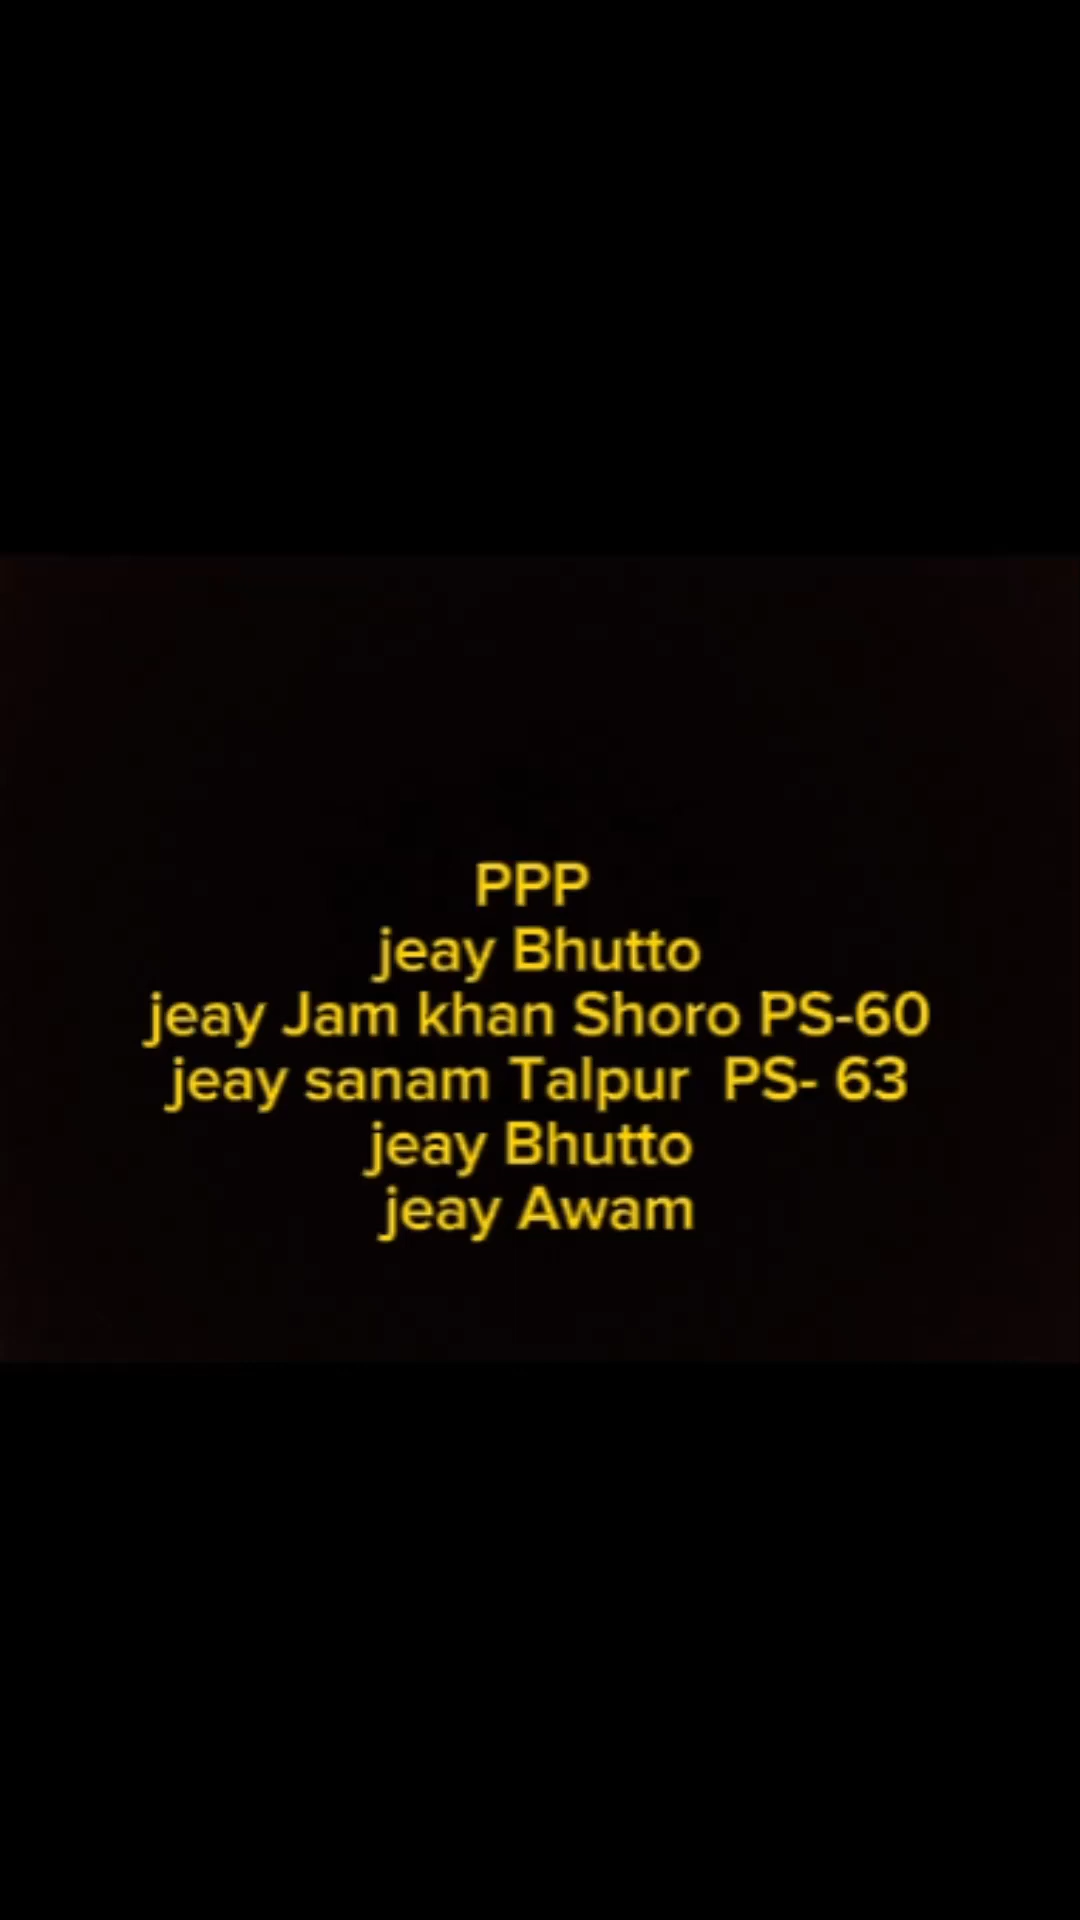 PPP
jeay Bhutto
jeay Jam khan Shoro PS-60
jeay sanam Talpur  PS- 63
jeay Bhutto
jeay Awam